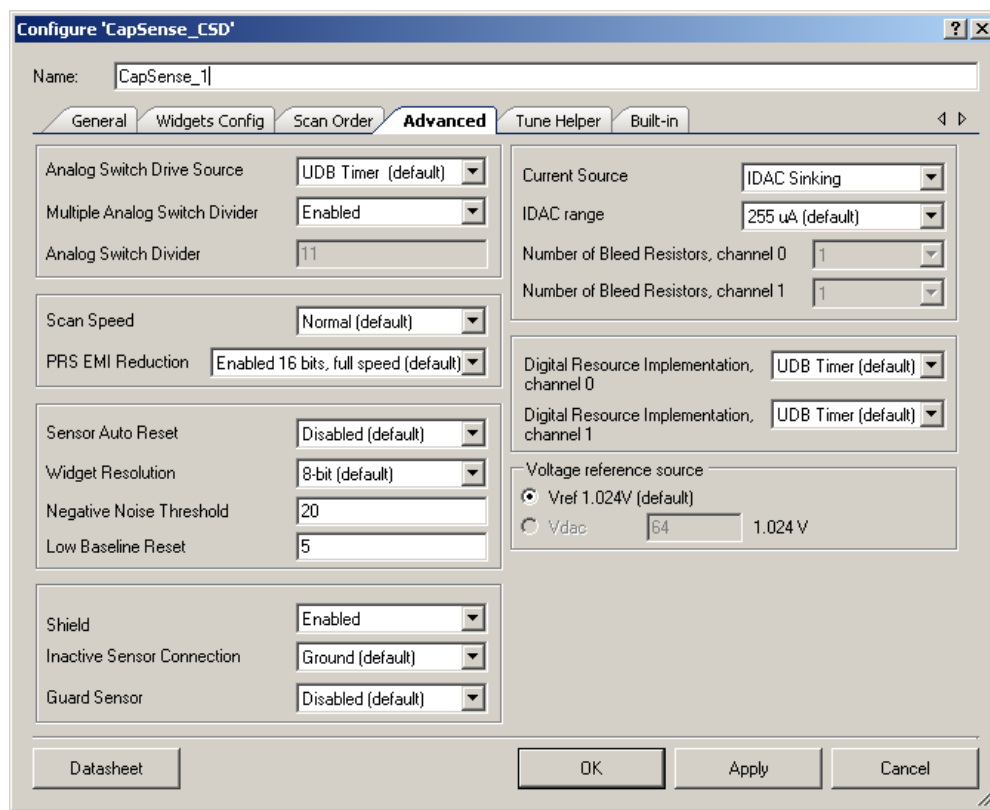 Configure 'CapSense_CSD'
Name: CapSense_1
General Widgets Config Scan Order Advanced Tune Helper Built-in
Analog Switch Drive Source UDB Timer (default)
Multiple Analog Switch Divider Enabled
Analog Switch Divider 11
Scan Speed Normal (default)
PRS EMI Reduction Enabled 16 bits, full speed (default)
Sensor Auto Reset Disabled (default)
Widget Resolution 8-bit (default)
Negative Noise Threshold 20
Low Baseline Reset 5
Shield Enabled
Inactive Sensor Connection Ground (default)
Guard Sensor Disabled (default)
Current Source IDAC Sinking
IDAC range 255 uA (default)
Number of Bleed Resistors, channel 0 1
Number of Bleed Resistors, channel 1 1
Digital Resource Implementation, UDB Timer (default)
channel 0
Digital Resource Implementation, UDB Timer (default)
channel 1
Voltage reference source
Vref 1.024V (default)
Vdac 64 1.024 V
Datasheet OK Apply Cancel